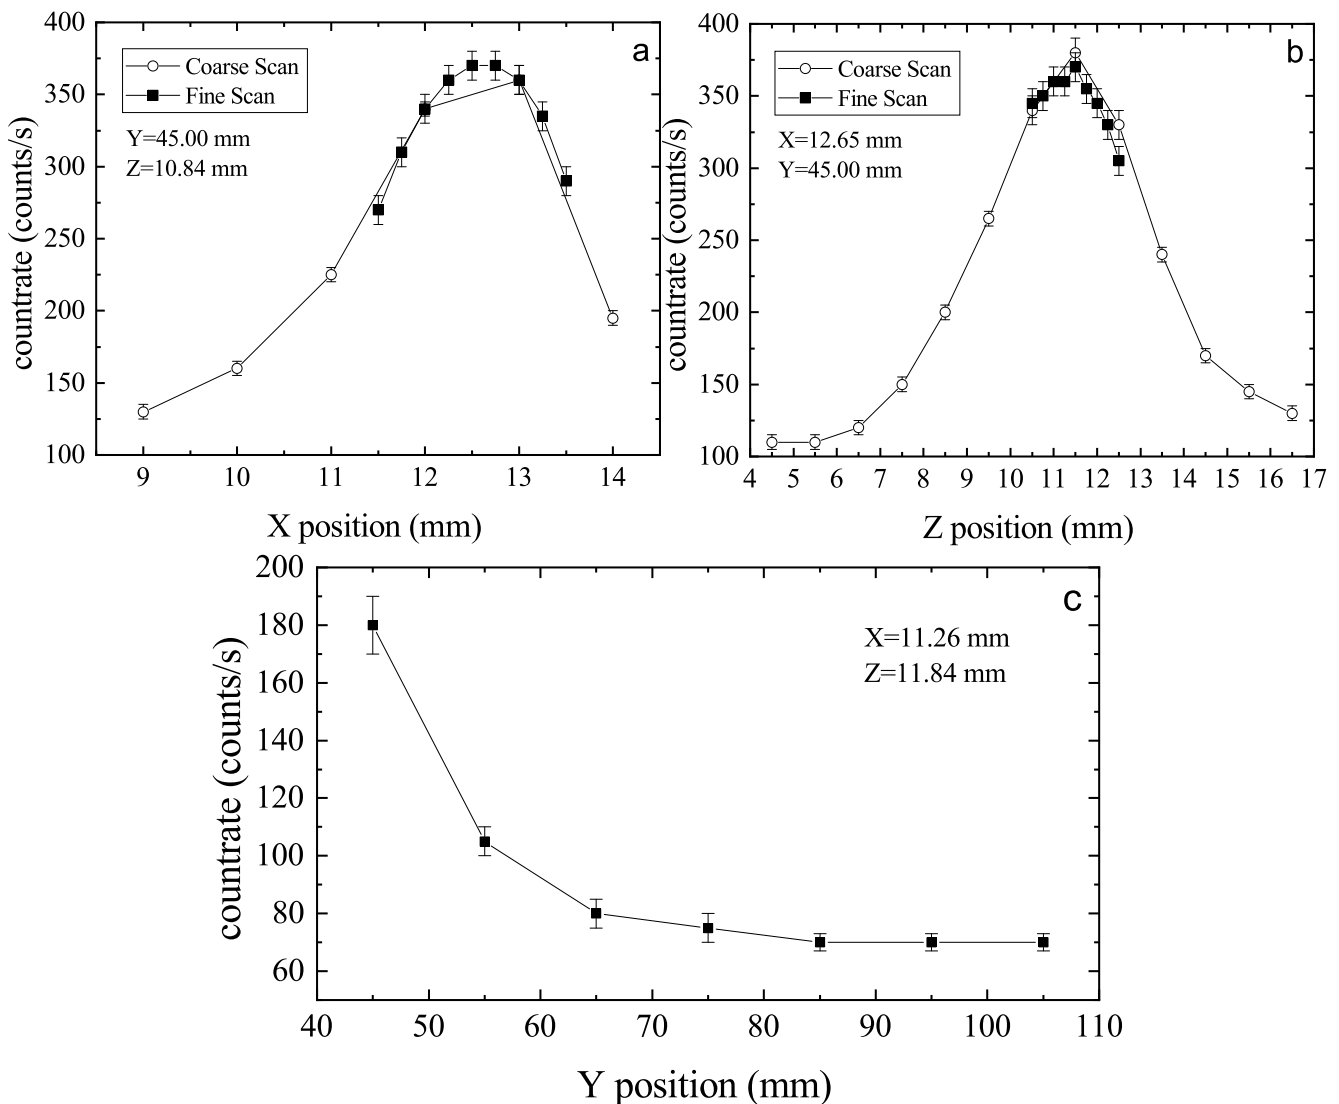 a
Coarse Scan
Fine Scan
Y=45.00 mm
Z=10.84 mm
400
350
300
250
200
150
100
countrate (counts/s)
9 10 11 12 13 14
X position (mm)
b
Coarse Scan
Fine Scan
X=12.65 mm
Y=45.00 mm
400
350
300
250
200
150
100
countrate (counts/s)
4 5 6 7 8 9 10 11 12 13 14 15 16 17
Z position (mm)
c
X=11.26 mm
Z=11.84 mm
200
180
160
140
120
100
80
60
countrate (counts/s)
40 50 60 70 80 90 100 110
Y position (mm)